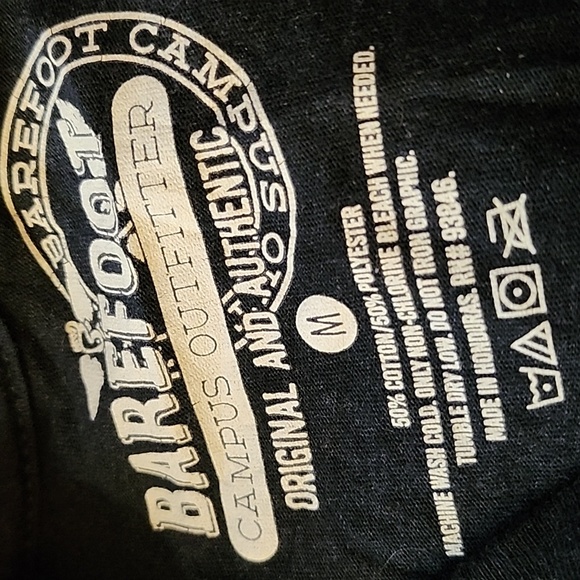 BAREFOOT CAMPUS O
BAREFOOT
CAMPUS OUTFITTER
ORIGINAL AND AUTHENTIC
M
50% COTTON/50% POLYESTER
MACHINE WASH COLD. ONLY NON-CHLORINE BLEACH WHEN NEEDED.
TUMBLE DRY LOW. DO NOT IRON GRAPHIC.
MADE IN HONDURAS. RN# 93846.